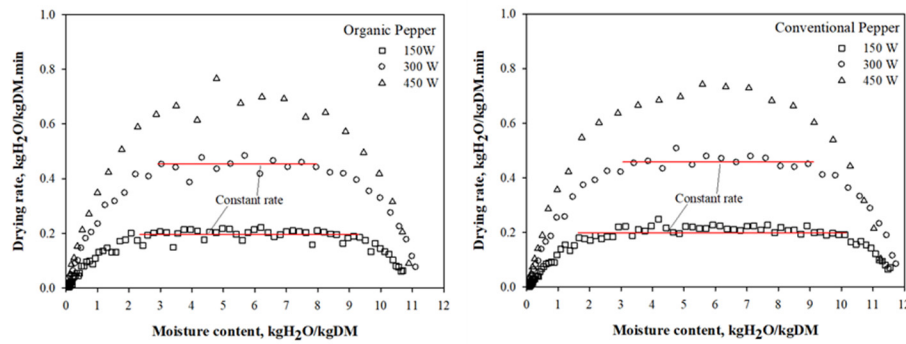 Organic Pepper
150W
300 W
450 W
Constant rate
Drying rate, kgH₂O/kgDM.min
1.0
0.8
0.6
0.4
0.2
0.0
0 1 2 3 4 5 6 7 8 9 10 11 12
Moisture content, kgH₂O/kgDM
Conventional Pepper
150 W
300 W
450 W
Constant rate
Drying rate, kgH₂O/kgDM.min
1.0
0.8
0.6
0.4
0.2
0.0
0 1 2 3 4 5 6 7 8 9 10 11 12
Moisture content, kgH₂O/kgDM